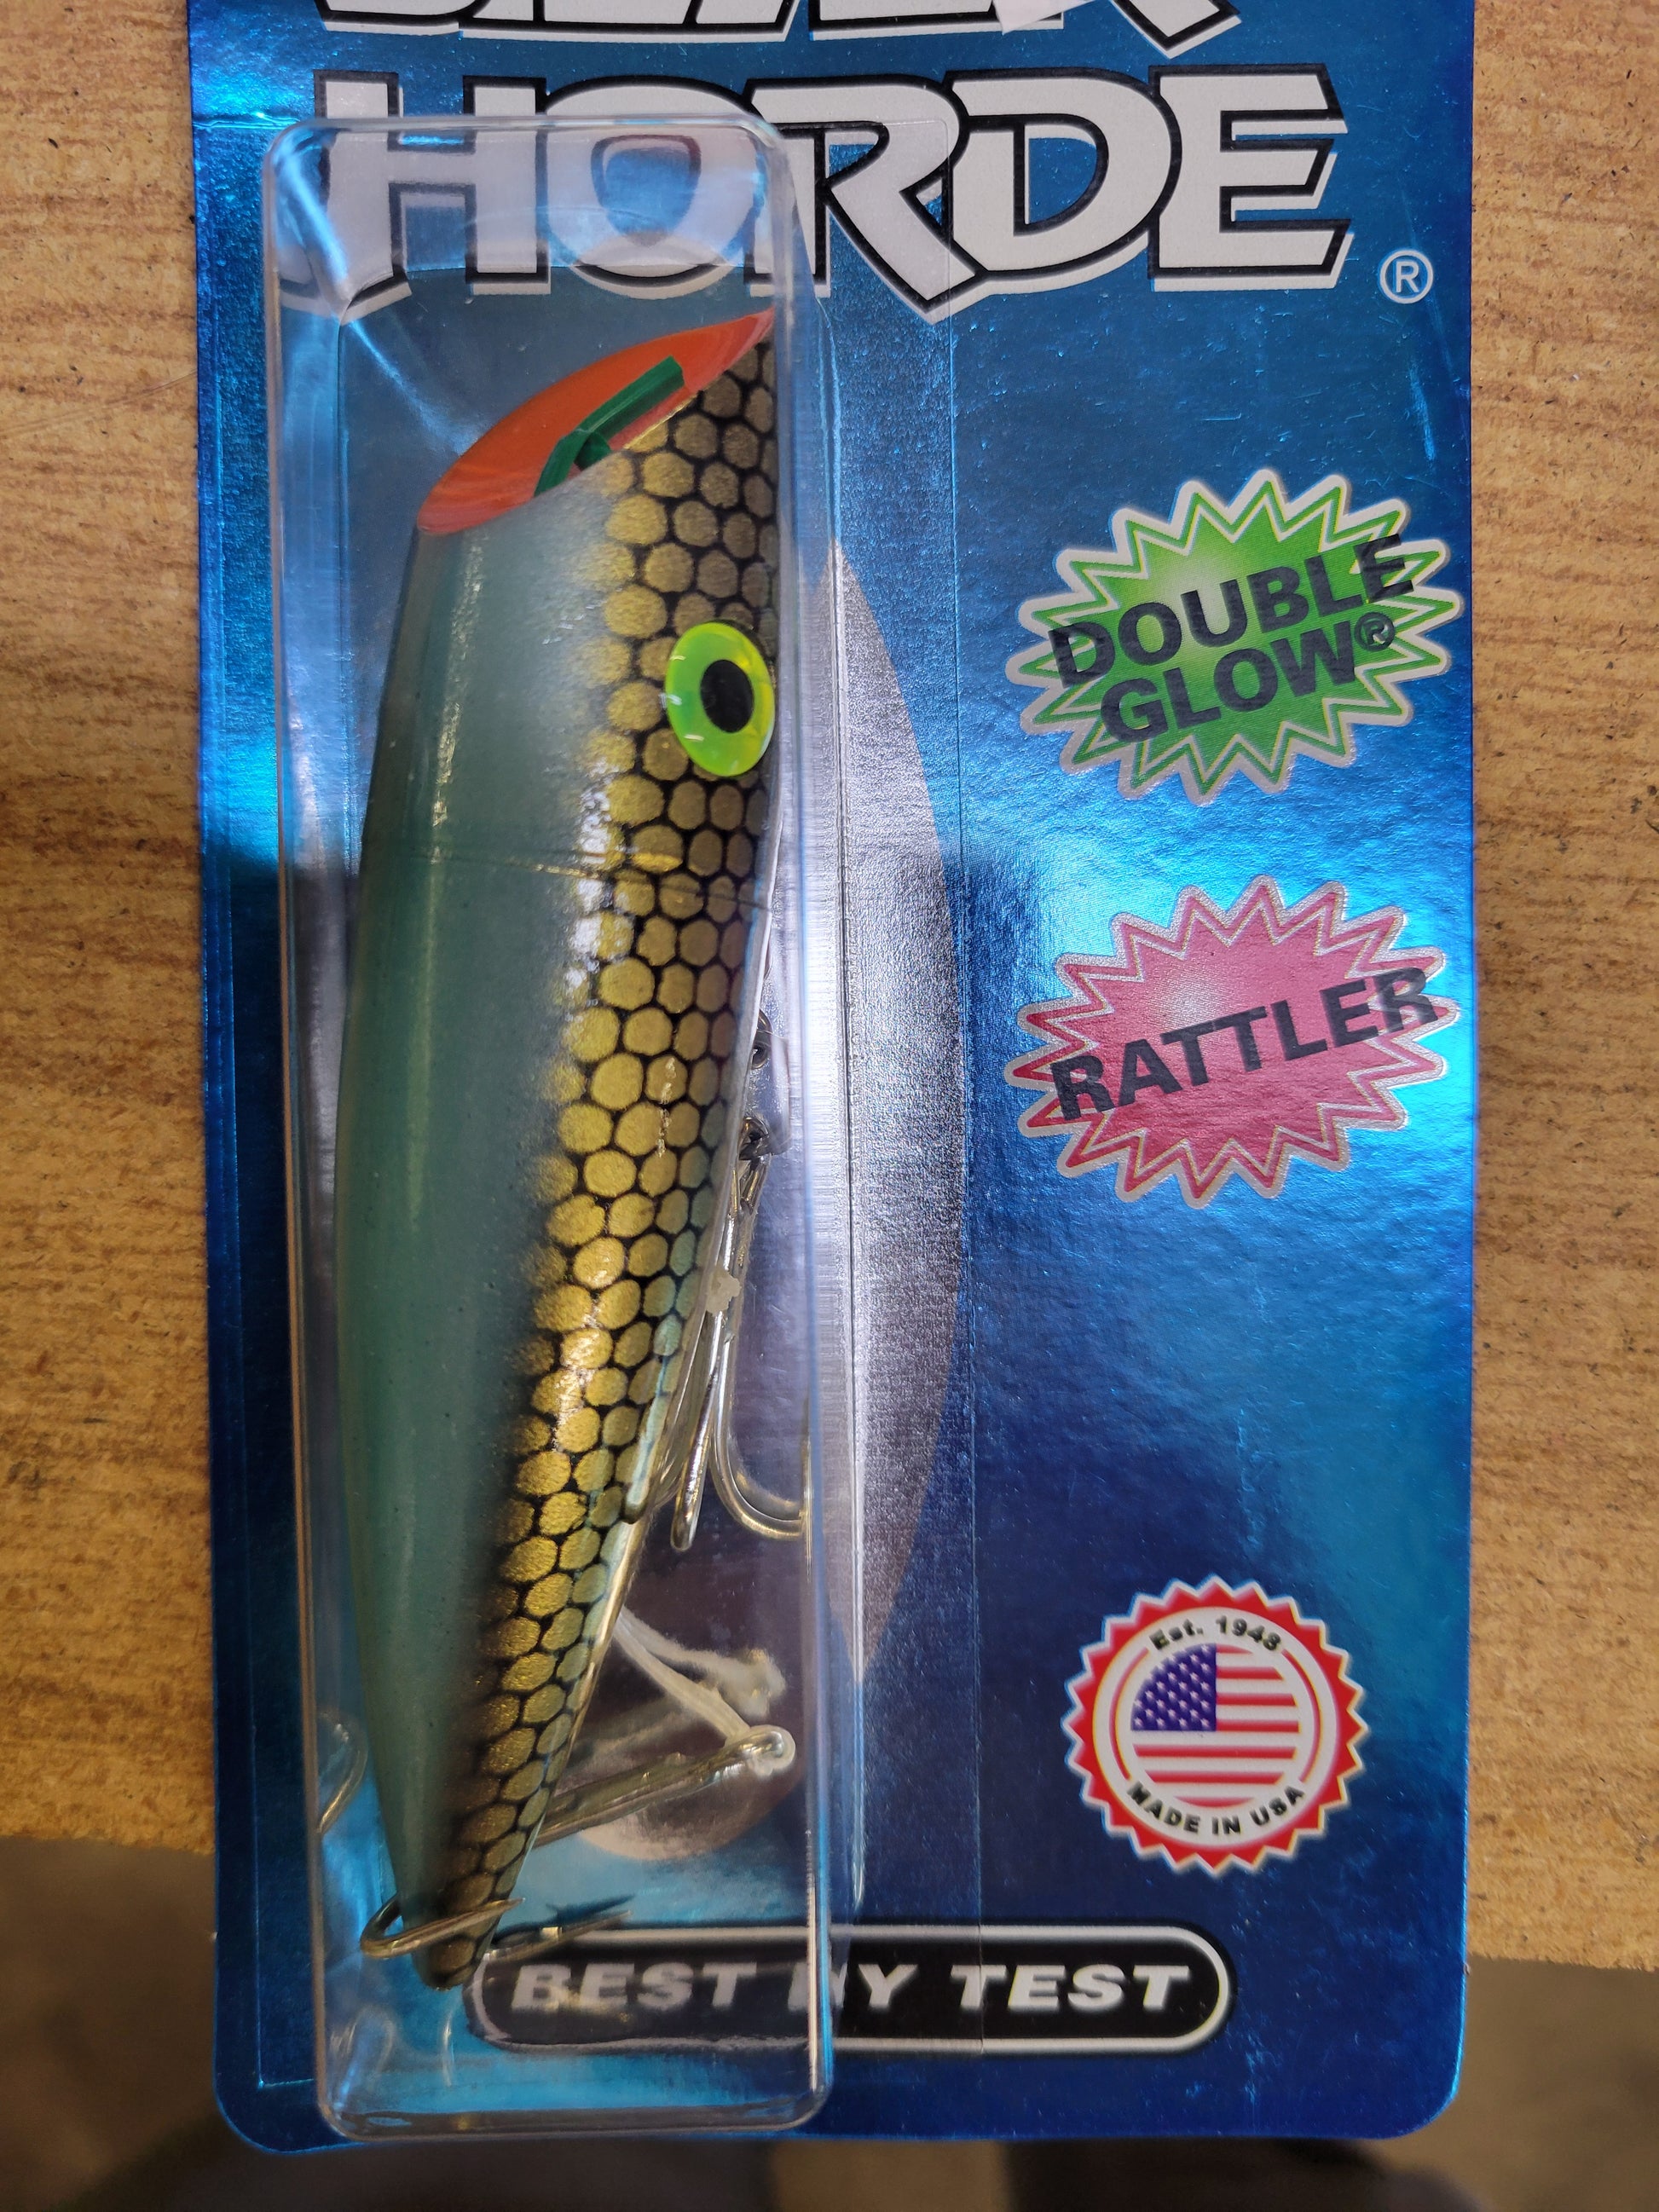 HORDE®
DOUBLE
GLOW®
RATTLER
Est. 1948
MADE IN USA
BEST BY TEST